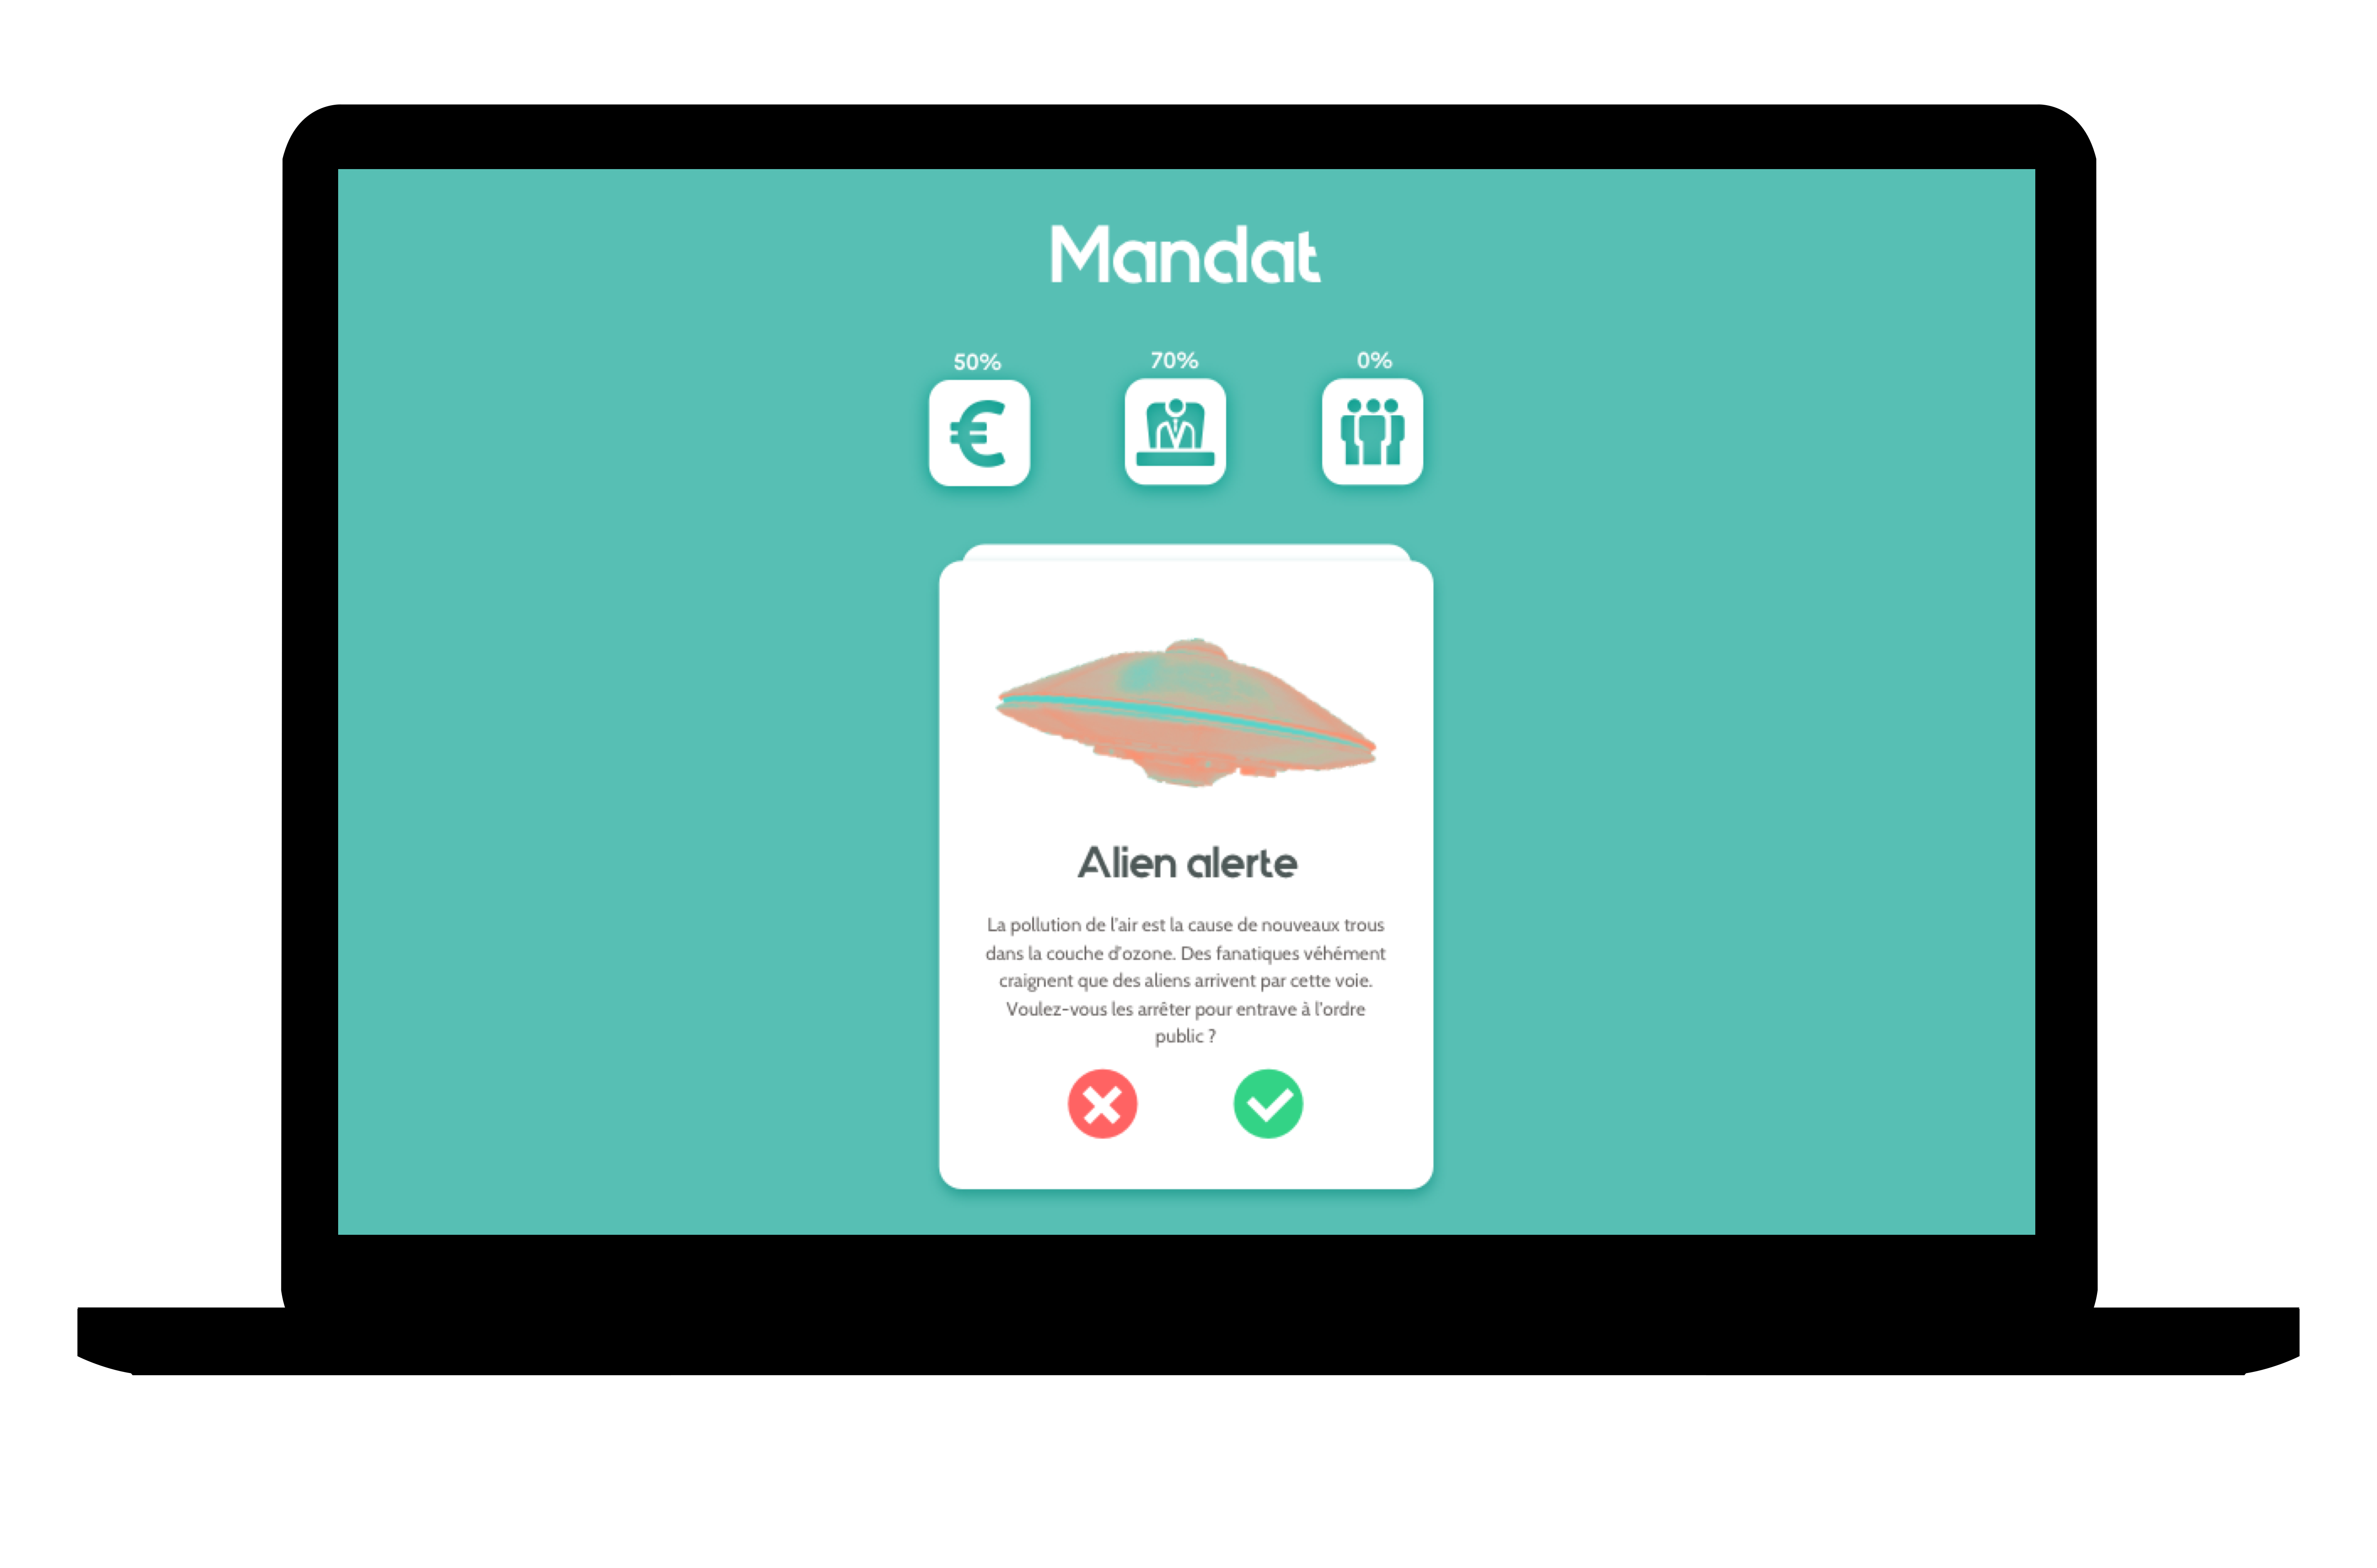 Mandat
50% 70% 0%
€
Alien alerte
La pollution de l'air est la cause de nouveaux trous
dans la couche d'ozone. Des fanatiques véhément
craignent que des aliens arrivent par cette voie.
Voulez-vous les arrêter pour entrave à l'ordre
public ?